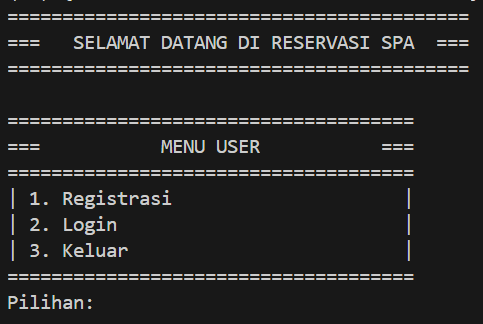 ==========================================
===   SELAMAT DATANG DI RESERVASI SPA  ===
==========================================
=====================================
===           MENU USER           ===
=====================================
| 1. Registrasi                     |
| 2. Login                          |
| 3. Keluar                         |
=====================================
Pilihan: